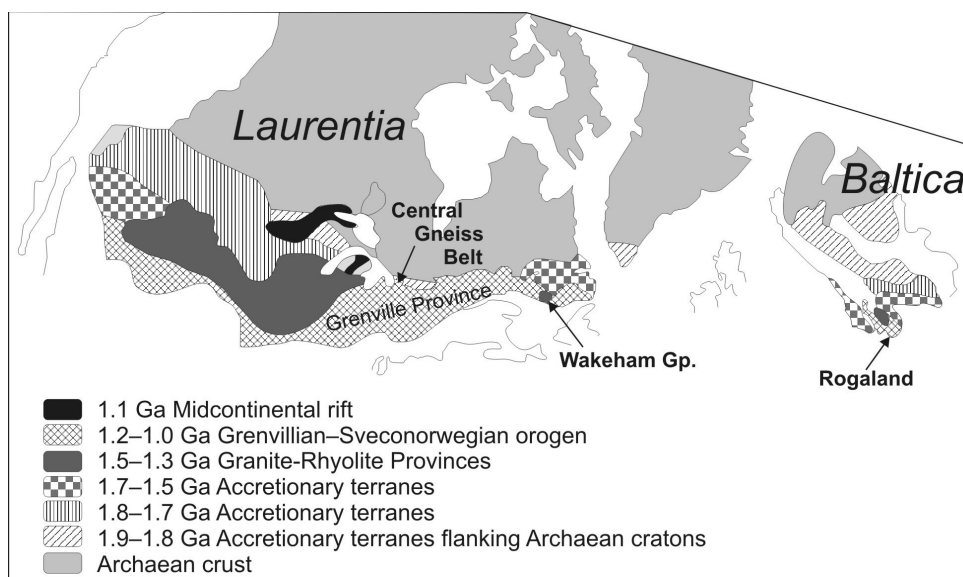 Laurentia
Baltica
Central
Gneiss
Belt
Grenville Province
Wakeham Gp.
Rogaland
1.1 Ga Midcontinental rift
1.2–1.0 Ga Grenvillian–Sveconorwegian orogen
1.5–1.3 Ga Granite-Rhyolite Provinces
1.7–1.5 Ga Accretionary terranes
1.8–1.7 Ga Accretionary terranes
1.9–1.8 Ga Accretionary terranes flanking Archaean cratons
Archaean crust